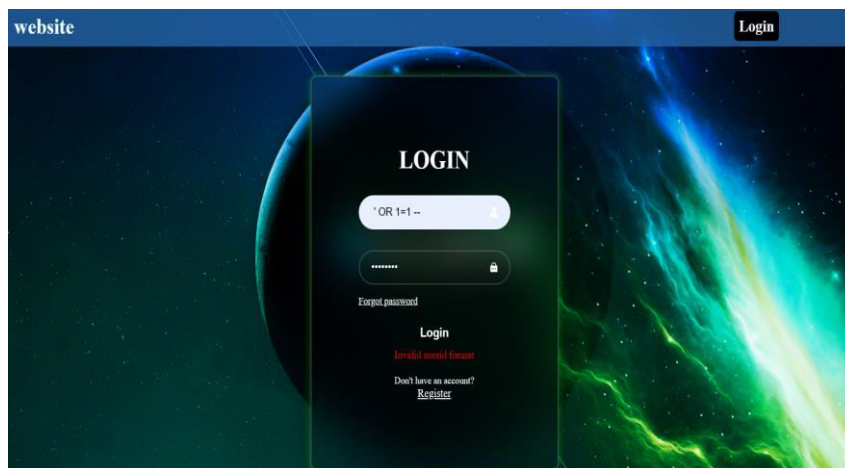 website
Login
LOGIN
' OR 1=1 --
••••••••
Forgot password
Login
Invalid userid format
Don't have an account?
Register